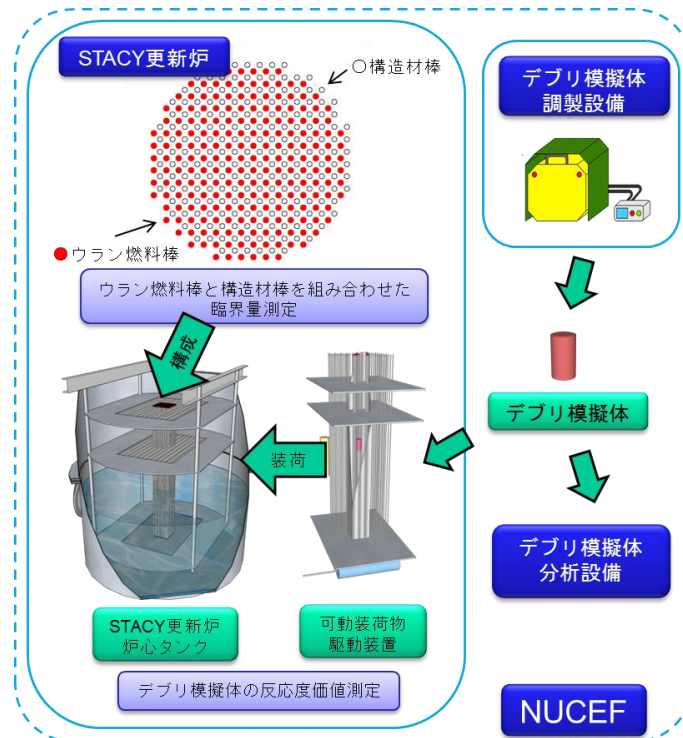 STACY更新炉
〇構造材棒
●ウラン燃料棒
ウラン燃料棒と構造材棒を組み合わせた
臨界量測定
構成
装荷
STACY更新炉
炉心タンク
可動装荷物
駆動装置
デブリ模擬体の反応度価値測定
デブリ模擬体
調製設備
デブリ模擬体
デブリ模擬体
分析設備
NUCEF